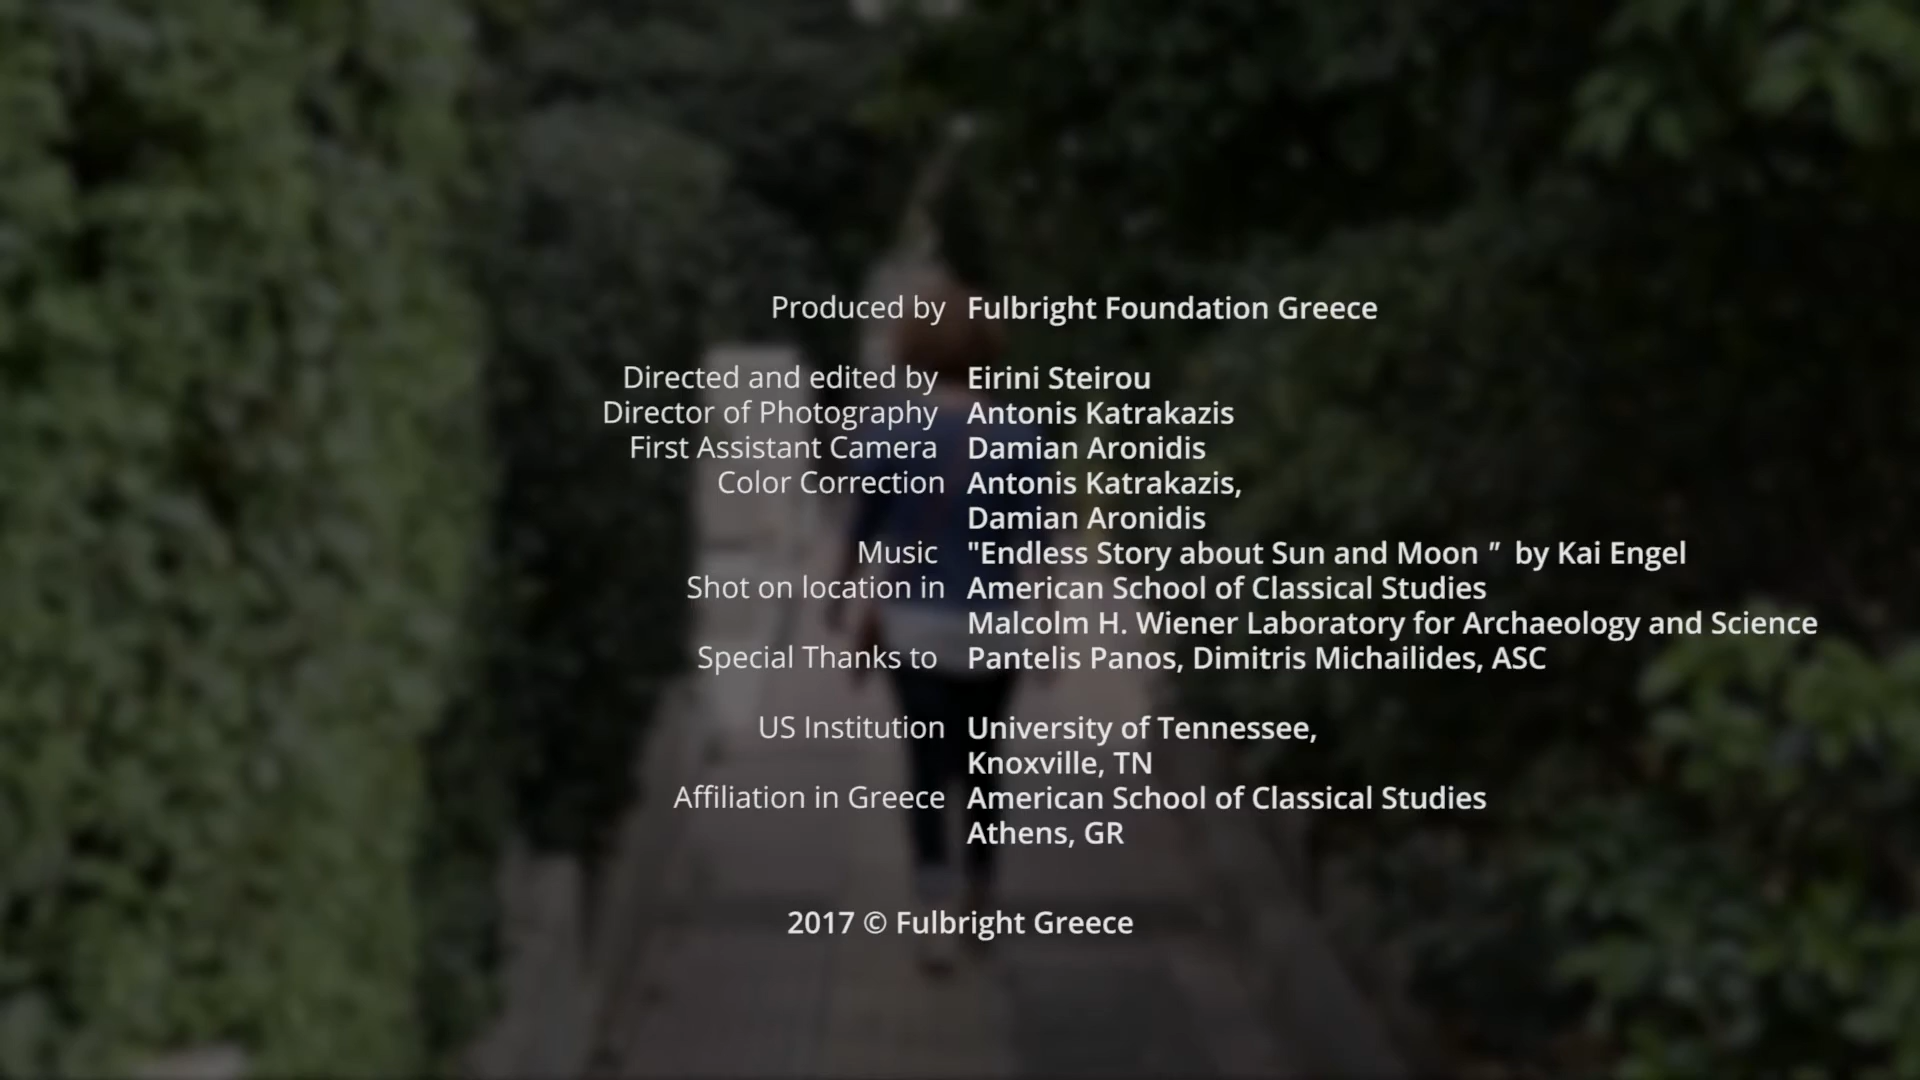 Produced by Fulbright Foundation Greece
Directed and edited by Eirini Steirou
Director of Photography Antonis Katrakazis
First Assistant Camera Damian Aronidis
Color Correction Antonis Katrakazis,
Damian Aronidis
Music "Endless Story about Sun and Moon " by Kai Engel
Shot on location in American School of Classical Studies
Malcolm H. Wiener Laboratory for Archaeology and Science
Special Thanks to Pantelis Panos, Dimitris Michailides, ASC
US Institution University of Tennessee,
Knoxville, TN
Affiliation in Greece American School of Classical Studies
Athens, GR
2017 © Fulbright Greece